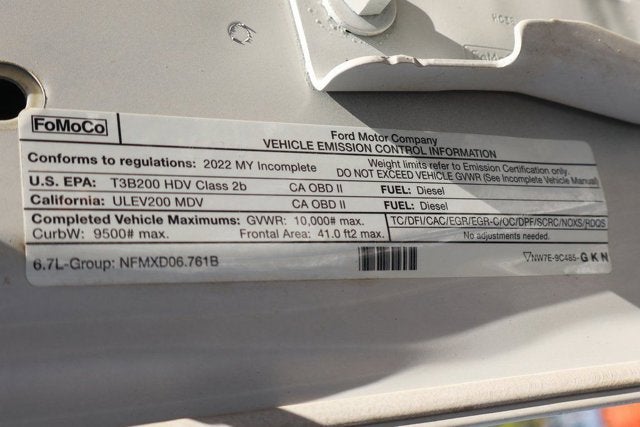 FoMoCo
Ford Motor Company
VEHICLE EMISSION CONTROL INFORMATION
Conforms to regulations: 2022 MY Incomplete
Weight limits refer to Emission Certification only.
DO NOT EXCEED VEHICLE GVWR (See Incomplete Vehicle Manual)
U.S. EPA: T3B200 HDV Class 2b CA OBD II FUEL: Diesel
California: ULEV200 MDV CA OBD II FUEL: Diesel
Completed Vehicle Maximums: GVWR: 10,000# max.
CurbW: 9500# max. Frontal Area: 41.0 ft2 max.
TC/DFI/CAC/EGR/EGR-C/OC/DPF/SCRC/NOXS/RDQS
No adjustments needed.
6.7L-Group: NFMXD06.761B
▽NW7E-9C485-GKN